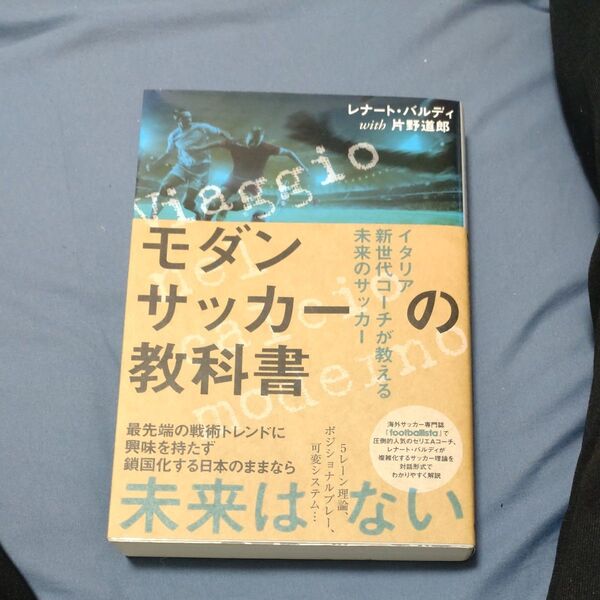 レナート・バルディ
with 片野道郎
Viaggio
nel
calcio
moderno
モダン
サッカーの
教科書
イタリア
新世代コーチが教える
未来のサッカー
最先端の戦術トレンドに
興味を持たず
鎖国化する日本のままなら
未来はない
5レーン理論、
ポジショナルプレー、
可変システム…
海外サッカー専門誌
「footballista」で
圧倒的人気のセリエAコーチ、
レナート・バルディが
複雑化するサッカー理論を
対話形式で
わかりやすく解説